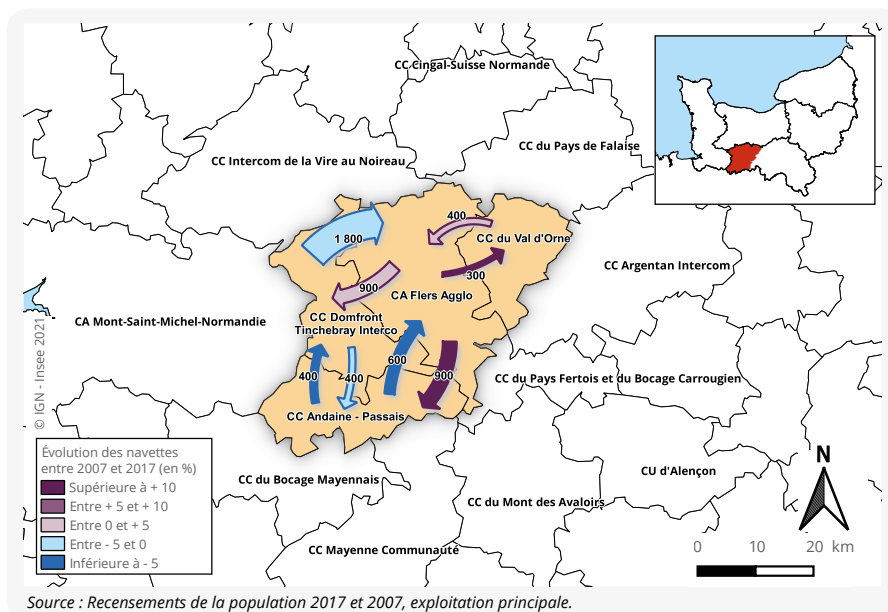 CC Cingal-Suisse Normande
CC du Pays de Falaise
CC Intercom de la Vire au Noireau
400
1 800
CC du Val d'Orne
300
900
CA Flers Agglo
CC Argentan Intercom
CC Domfront
Tinchebray Interco
CA Mont-Saint-Michel-Normandie
600
400
400
900
CC du Pays Fertois et du Bocage Carrougien
CC Andaine - Passais
© IGN - Insee 2021
Évolution des navettes
entre 2007 et 2017 (en %)
Supérieure à + 10
Entre + 5 et + 10
Entre 0 et + 5
Entre - 5 et 0
Inférieure à - 5
CC du Bocage Mayennais
CU d'Alençon
CC du Mont des Avaloirs
CC Mayenne Communauté
N
0 10 20 km
Source : Recensements de la population 2017 et 2007, exploitation principale.